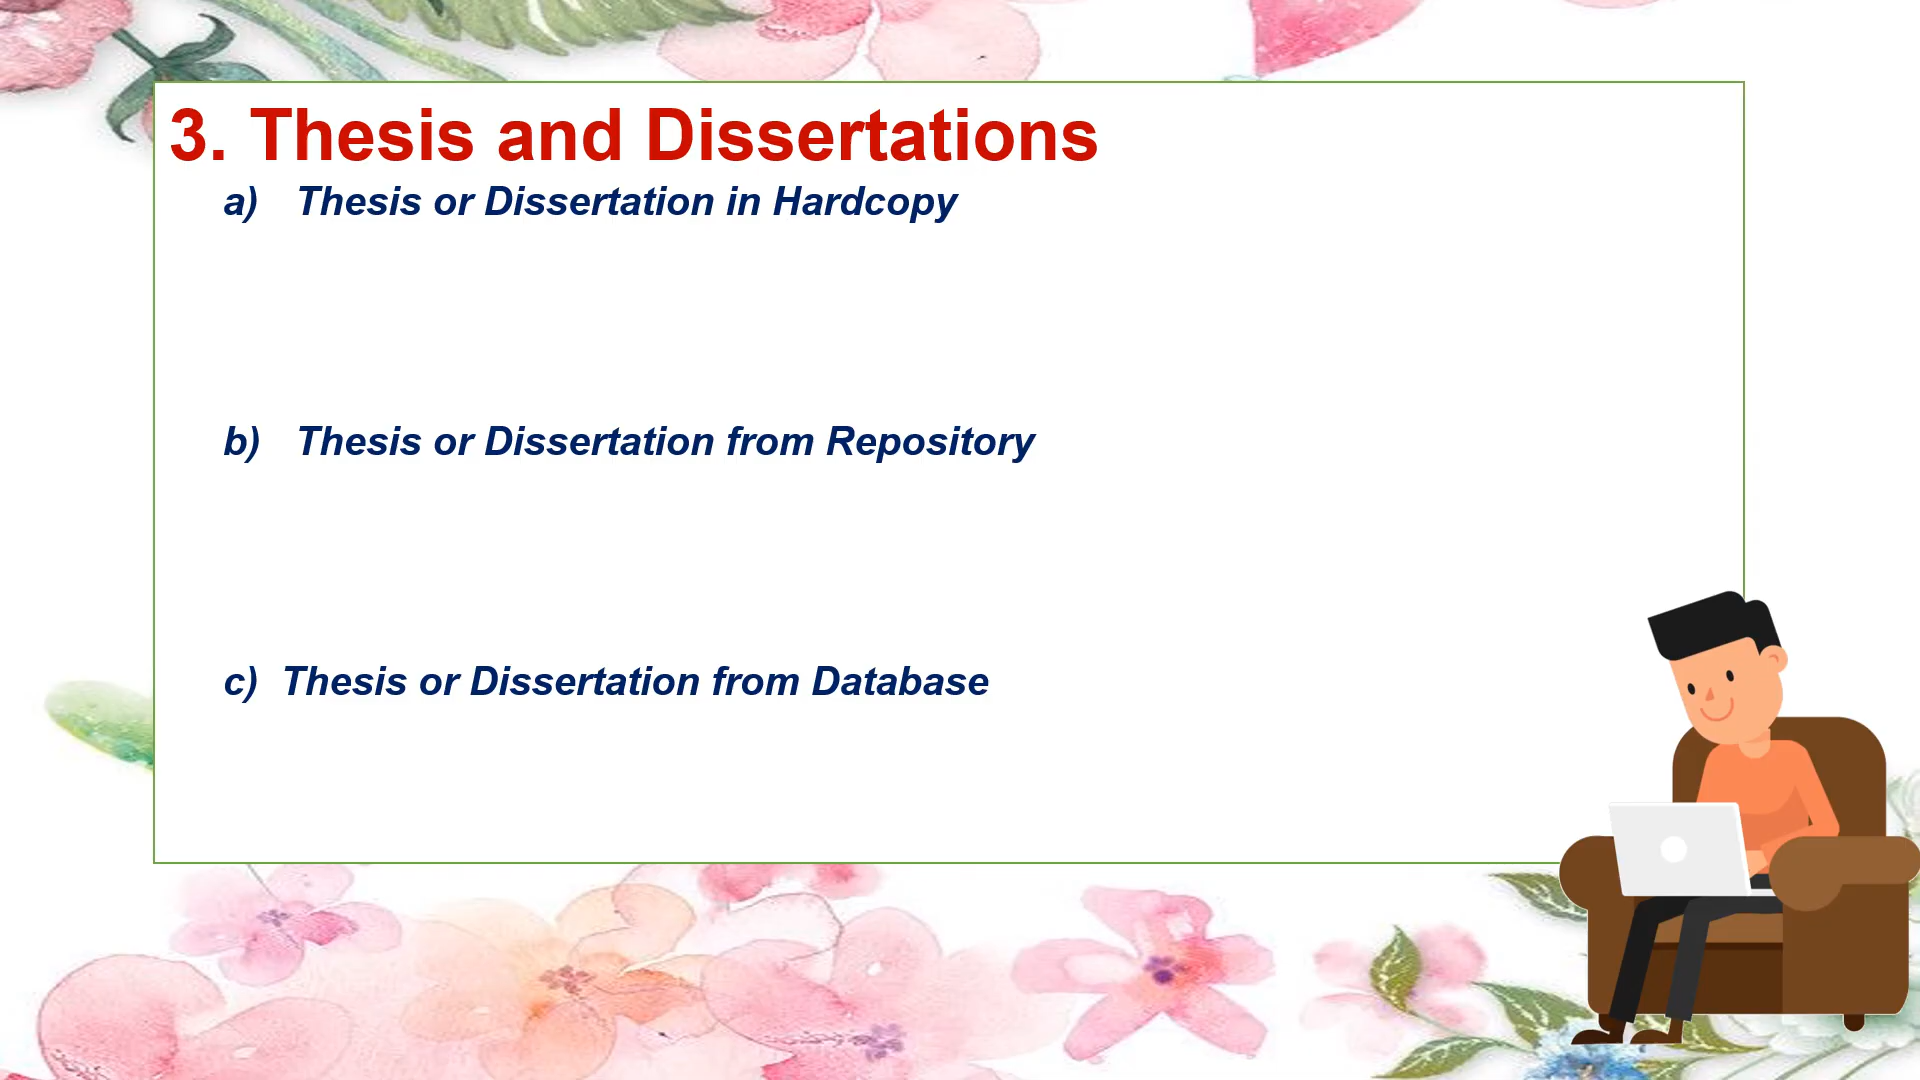 3. Thesis and Dissertations
a) Thesis or Dissertation in Hardcopy
b) Thesis or Dissertation from Repository
c) Thesis or Dissertation from Database